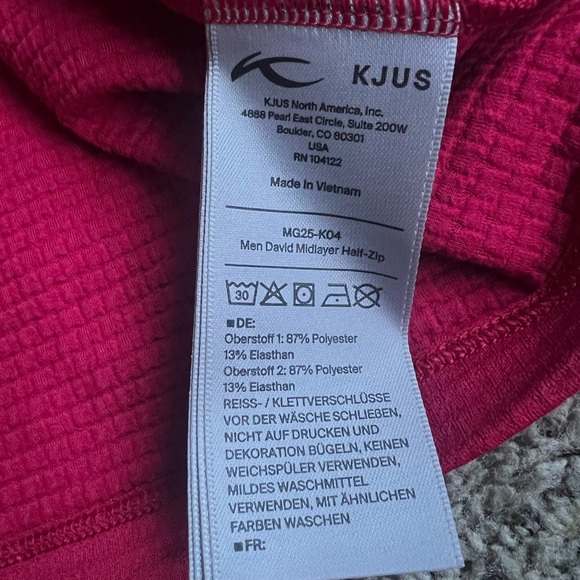 KJUS
KJUS North America, Inc.
4888 Pearl East Circle, Suite 200W
Boulder, CO 80301
USA
RN 104122
Made in Vietnam
MG25-K04
Men David Midlayer Half-Zip
30
DE:
Oberstoff 1: 87% Polyester
13% Elasthan
Oberstoff 2: 87% Polyester
13% Elasthan
REISS- / KLETTVERSCHLÜSSE
VOR DER WÄSCHE SCHLIEßEN,
NICHT AUF DRUCKEN UND
DEKORATION BÜGELN, KEINEN
WEICHSPÜLER VERWENDEN,
MILDES WASCHMITTEL
VERWENDEN, MIT ÄHNLICHEN
FARBEN WASCHEN
FR: